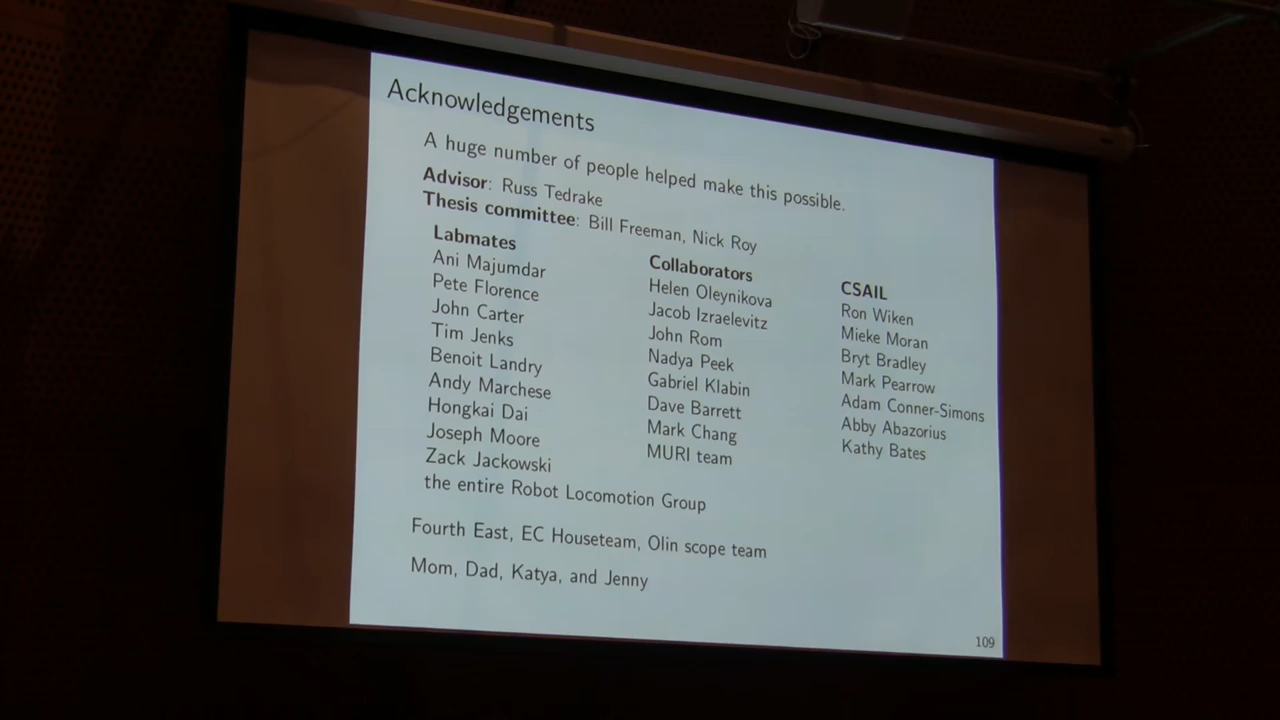 Acknowledgements
A huge number of people helped make this possible.
Advisor: Russ Tedrake
Thesis committee: Bill Freeman, Nick Roy
Labmates
Ani Majumdar
Pete Florence
John Carter
Tim Jenks
Benoit Landry
Andy Marchese
Hongkai Dai
Joseph Moore
Zack Jackowski
the entire Robot Locomotion Group
Collaborators
Helen Oleynikova
Jacob Izraelevitz
John Rom
Nadya Peek
Gabriel Klabin
Dave Barrett
Mark Chang
MURI team
CSAIL
Ron Wiken
Mieke Moran
Bryt Bradley
Mark Pearrow
Adam Conner-Simons
Abby Abazorius
Kathy Bates
Fourth East, EC Houseteam, Olin scope team
Mom, Dad, Katya, and Jenny
109